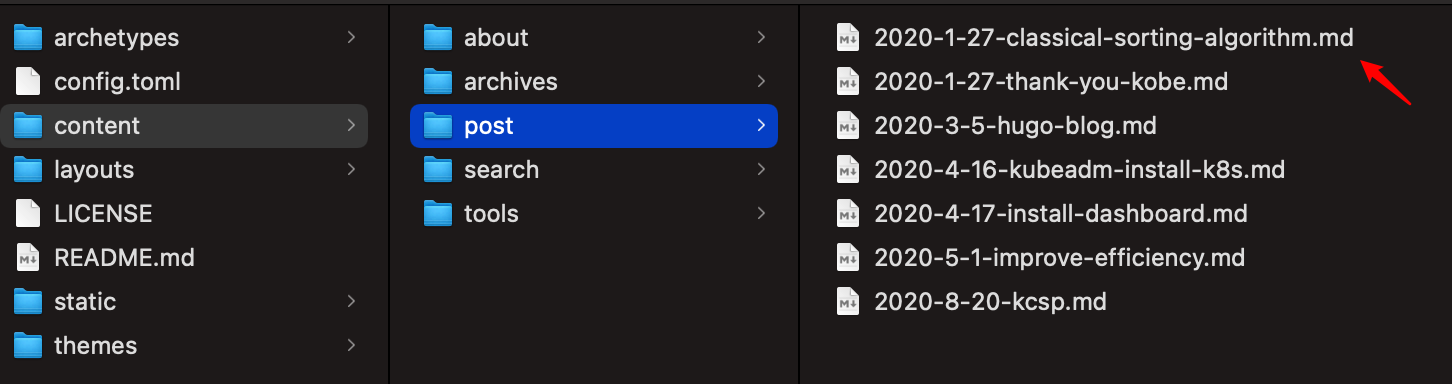 archetypes
config.toml
content
layouts
LICENSE
README.md
static
themes
about
archives
post
search
tools
2020-1-27-classical-sorting-algorithm.md
2020-1-27-thank-you-kobe.md
2020-3-5-hugo-blog.md
2020-4-16-kubeadm-install-k8s.md
2020-4-17-install-dashboard.md
2020-5-1-improve-efficiency.md
2020-8-20-kcsp.md